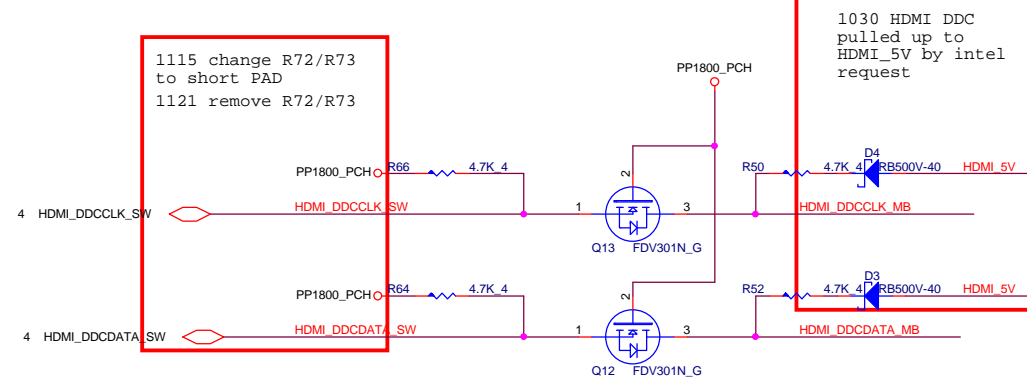 1030 HDMI DDC
pulled up to
HDMI_5V by intel
request
1115 change R72/R73
to short PAD
1121 remove R72/R73
PP1800_PCH
PP1800_PCH R66 4.7K_4 2 R50 4.7K_4 D4 RB500V-40 HDMI_5V
4 HDMI_DDCCLK_SW HDMI_DDCCLK_SW 1 3 HDMI_DDCCLK_MB
Q13 FDV301N_G
PP1800_PCH R64 4.7K_4 2 R52 4.7K_4 D3 RB500V-40 HDMI_5V
4 HDMI_DDCDATA_SW HDMI_DDCDATA_SW 1 3 HDMI_DDCDATA_MB
Q12 FDV301N_G